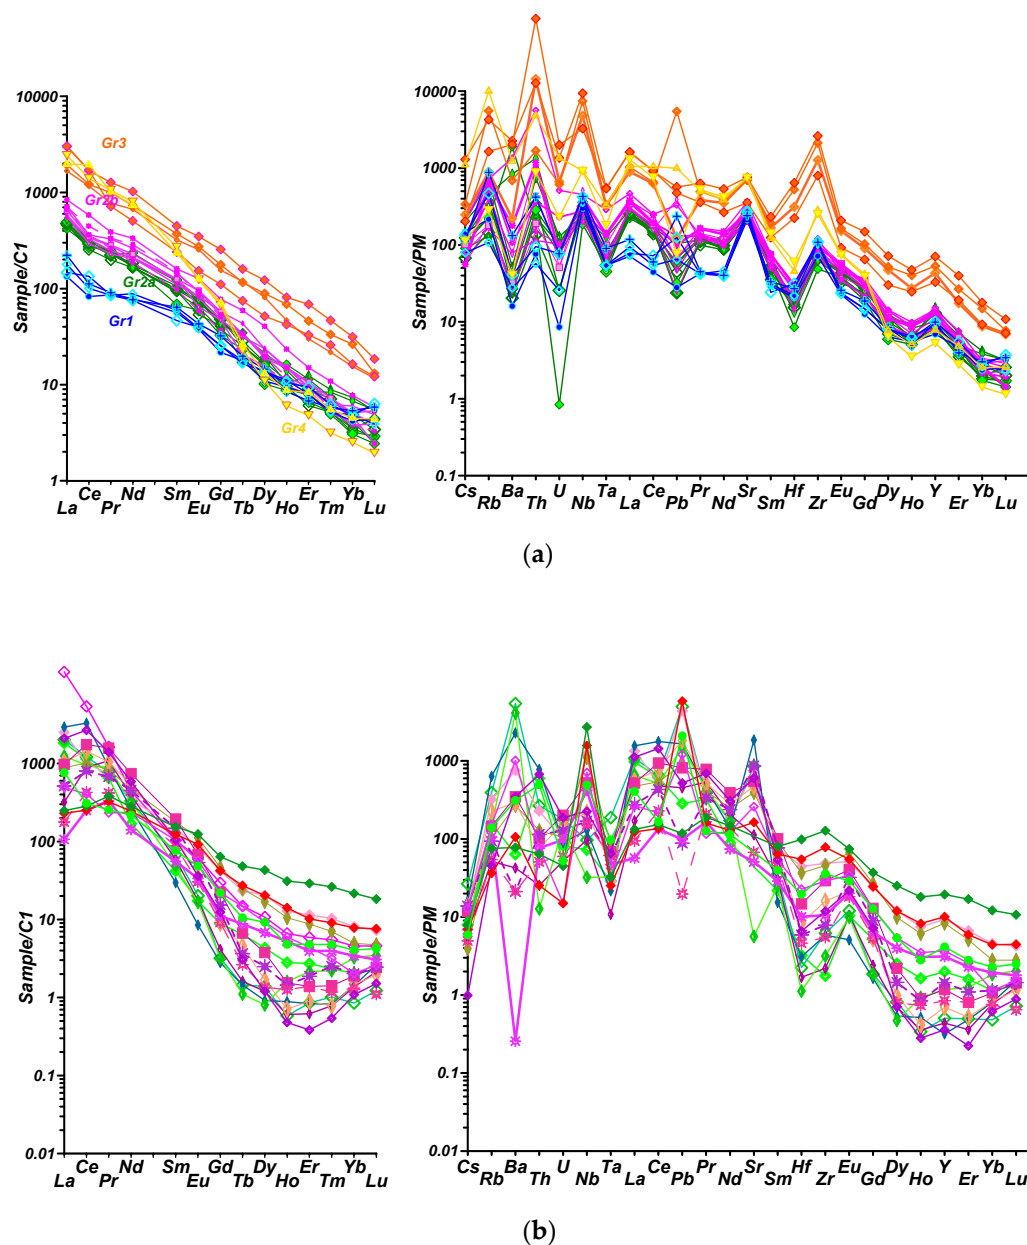 10000
1000
100
10
1
Sample/C1
Gr3
Gr2b
Gr2a
Gr1
Gr4
La Ce Pr Nd Sm Eu Gd Tb Dy Ho Er Tm Yb Lu
10000
1000
100
10
1
0.1
Sample/PM
Cs Rb Ba Th U Nb Ta La Ce Pb Pr Nd Sr Sm Hf Zr Eu Gd Dy Ho Y Er Yb Lu
(a)
1000
100
10
1
0.1
0.01
Sample/C1
La Ce Pr Nd Sm Eu Gd Tb Dy Ho Er Tm Yb Lu
1000
100
10
1
0.1
0.01
Sample/PM
Cs Rb Ba Th U Nb Ta La Ce Pb Pr Nd Sr Sm Hf Zr Eu Gd Dy Ho Y Er Yb Lu
(b)